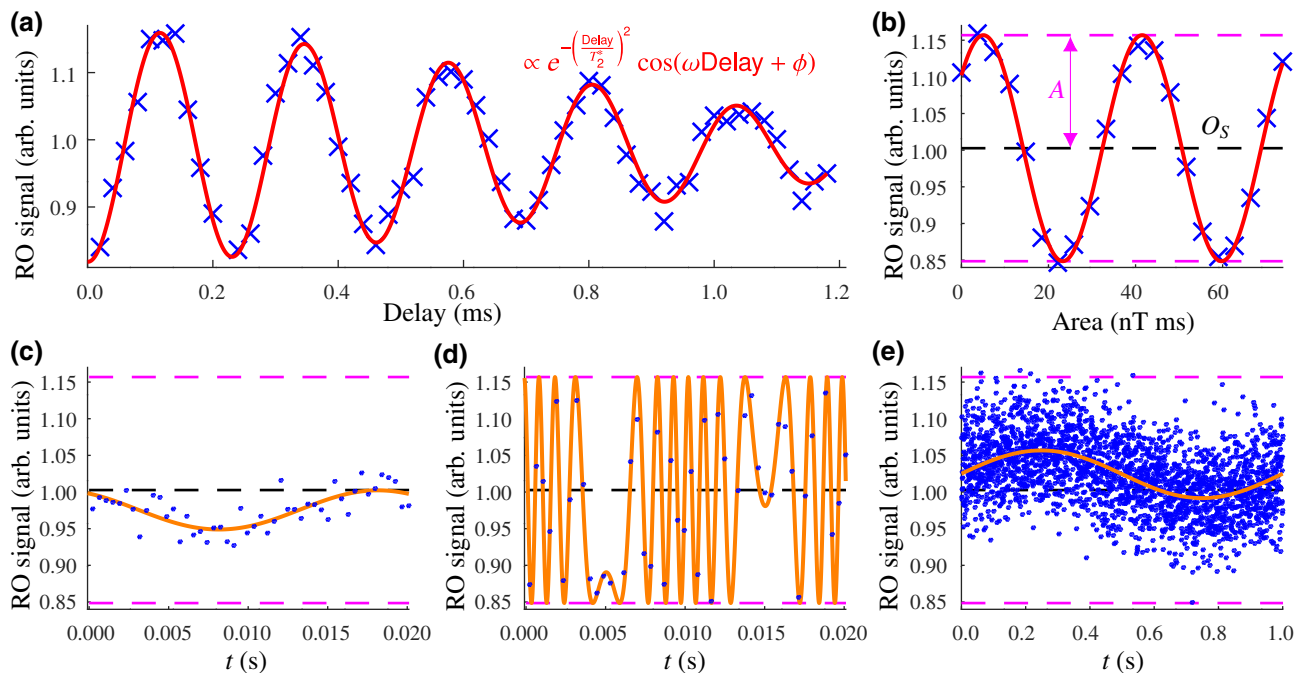 (a)
RO signal (arb. units)
1.1
1.0
0.9
∝ e^{-(Delay/T₂*)²} cos(ωDelay + ϕ)
0.0 0.2 0.4 0.6 0.8 1.0 1.2
Delay (ms)
(b)
RO signal (arb. units)
1.15
1.10
1.05
1.00
0.95
0.90
0.85
A
O_S
0 20 40 60
Area (nT ms)
(c)
RO signal (arb. units)
1.15
1.10
1.05
1.00
0.95
0.90
0.85
0.000 0.005 0.010 0.015 0.020
t (s)
(d)
RO signal (arb. units)
1.15
1.10
1.05
1.00
0.95
0.90
0.85
0.000 0.005 0.010 0.015 0.020
t (s)
(e)
RO signal (arb. units)
1.15
1.10
1.05
1.00
0.95
0.90
0.85
0.0 0.2 0.4 0.6 0.8 1.0
t (s)